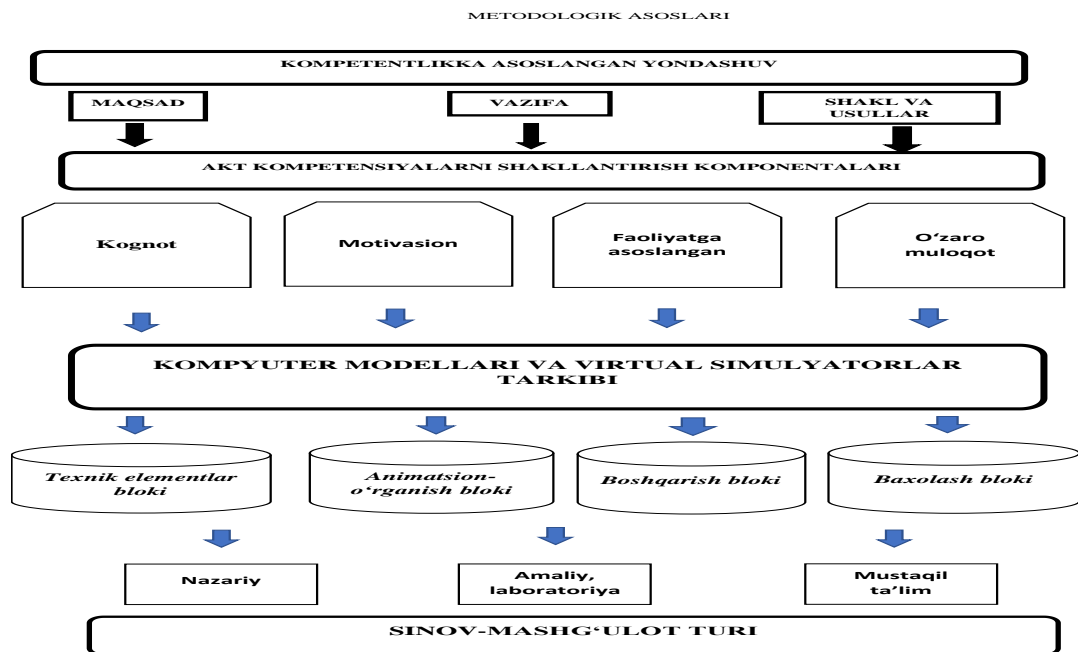 METODOLOGIK ASOSLARI
KOMPETENTLIKKA ASOSLANGAN YONDASHUV
MAQSAD
VAZIFA
SHAKL VA
USULLAR
AKT KOMPETENSIYALARNI SHAKLLANTIRISH KOMPONENTALARI
Kognot
Motivasion
Faoliyatga
asoslangan
O‘zaro
muloqot
KOMPYUTER MODELLARI VA VIRTUAL SIMULYATORLAR
TARKIBI
Texnik elementlar
bloki
Animatsion-
o‘rganish bloki
Boshqarish bloki
Baxolash bloki
Nazariy
Amaliy,
laboratoriya
Mustaqil
ta’lim
SINOV-MASHG‘ULOT TURI